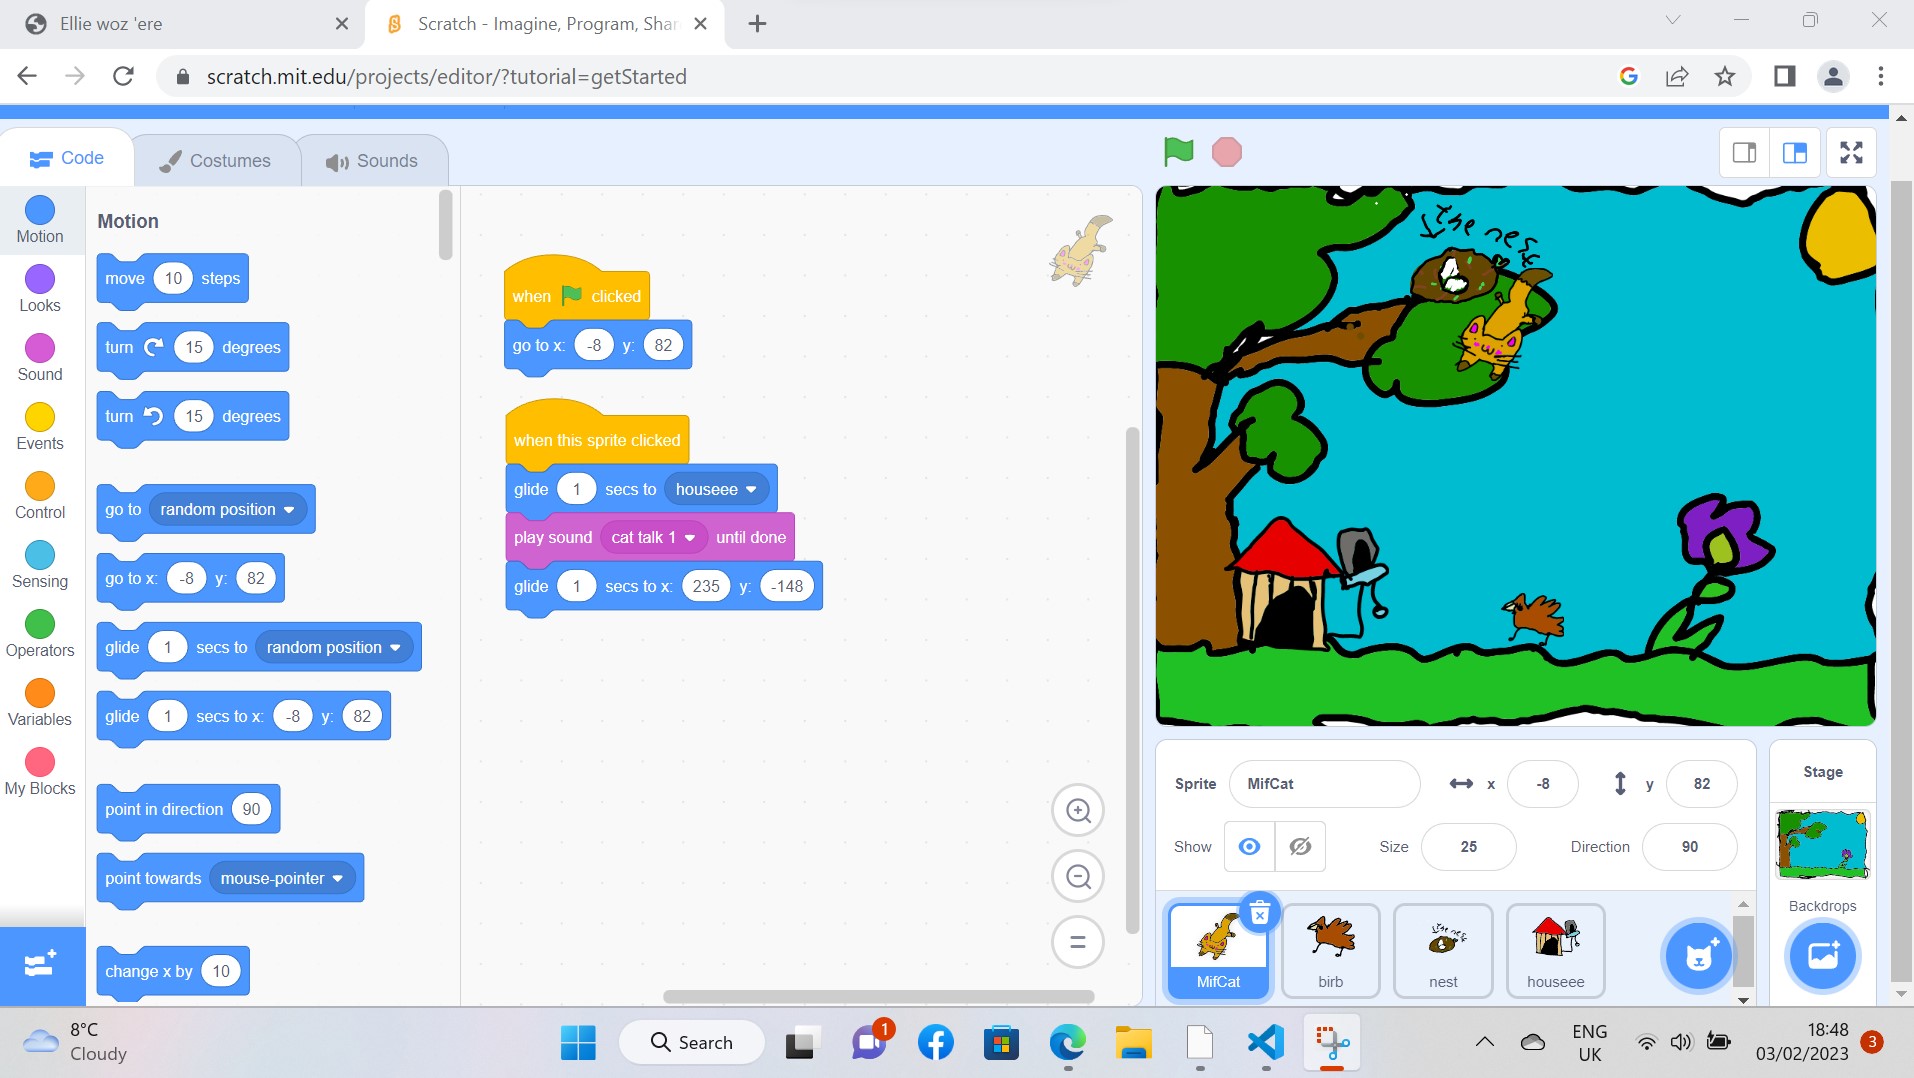 Ellie woz 'ere
Scratch - Imagine, Program, Shar
scratch.mit.edu/projects/editor/?tutorial=getStarted
Code
Costumes
Sounds
Motion
Looks
Sound
Events
Control
Sensing
Operators
Variables
My Blocks
Motion
move 10 steps
turn 15 degrees
turn 15 degrees
go to random position
go to x: -8 y: 82
glide 1 secs to random position
glide 1 secs to x: -8 y: 82
point in direction 90
point towards mouse-pointer
change x by 10
when clicked
go to x: -8 y: 82
when this sprite clicked
glide 1 secs to houseee
play sound cat talk 1 until done
glide 1 secs to x: 235 y: -148
the nest
Sprite MifCat x -8 y 82
Show Size 25 Direction 90
MifCat
birb
the nest
nest
houseee
Stage
Backdrops
8°C
Cloudy
Search
1
ENG
UK
18:48
03/02/2023
3